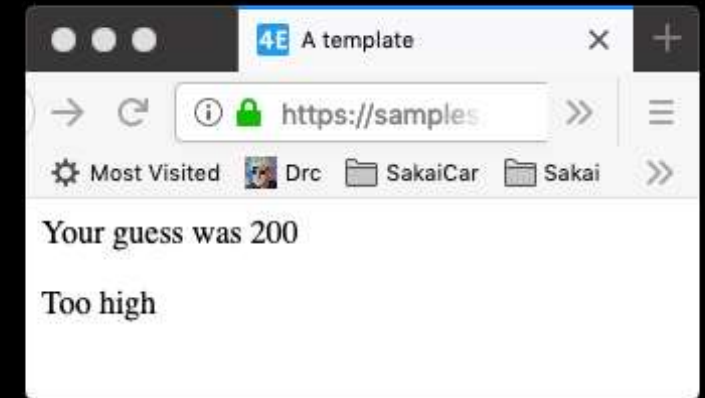 4E A template
https://samples
Most Visited Drc SakaiCar Sakai
Your guess was 200
Too high